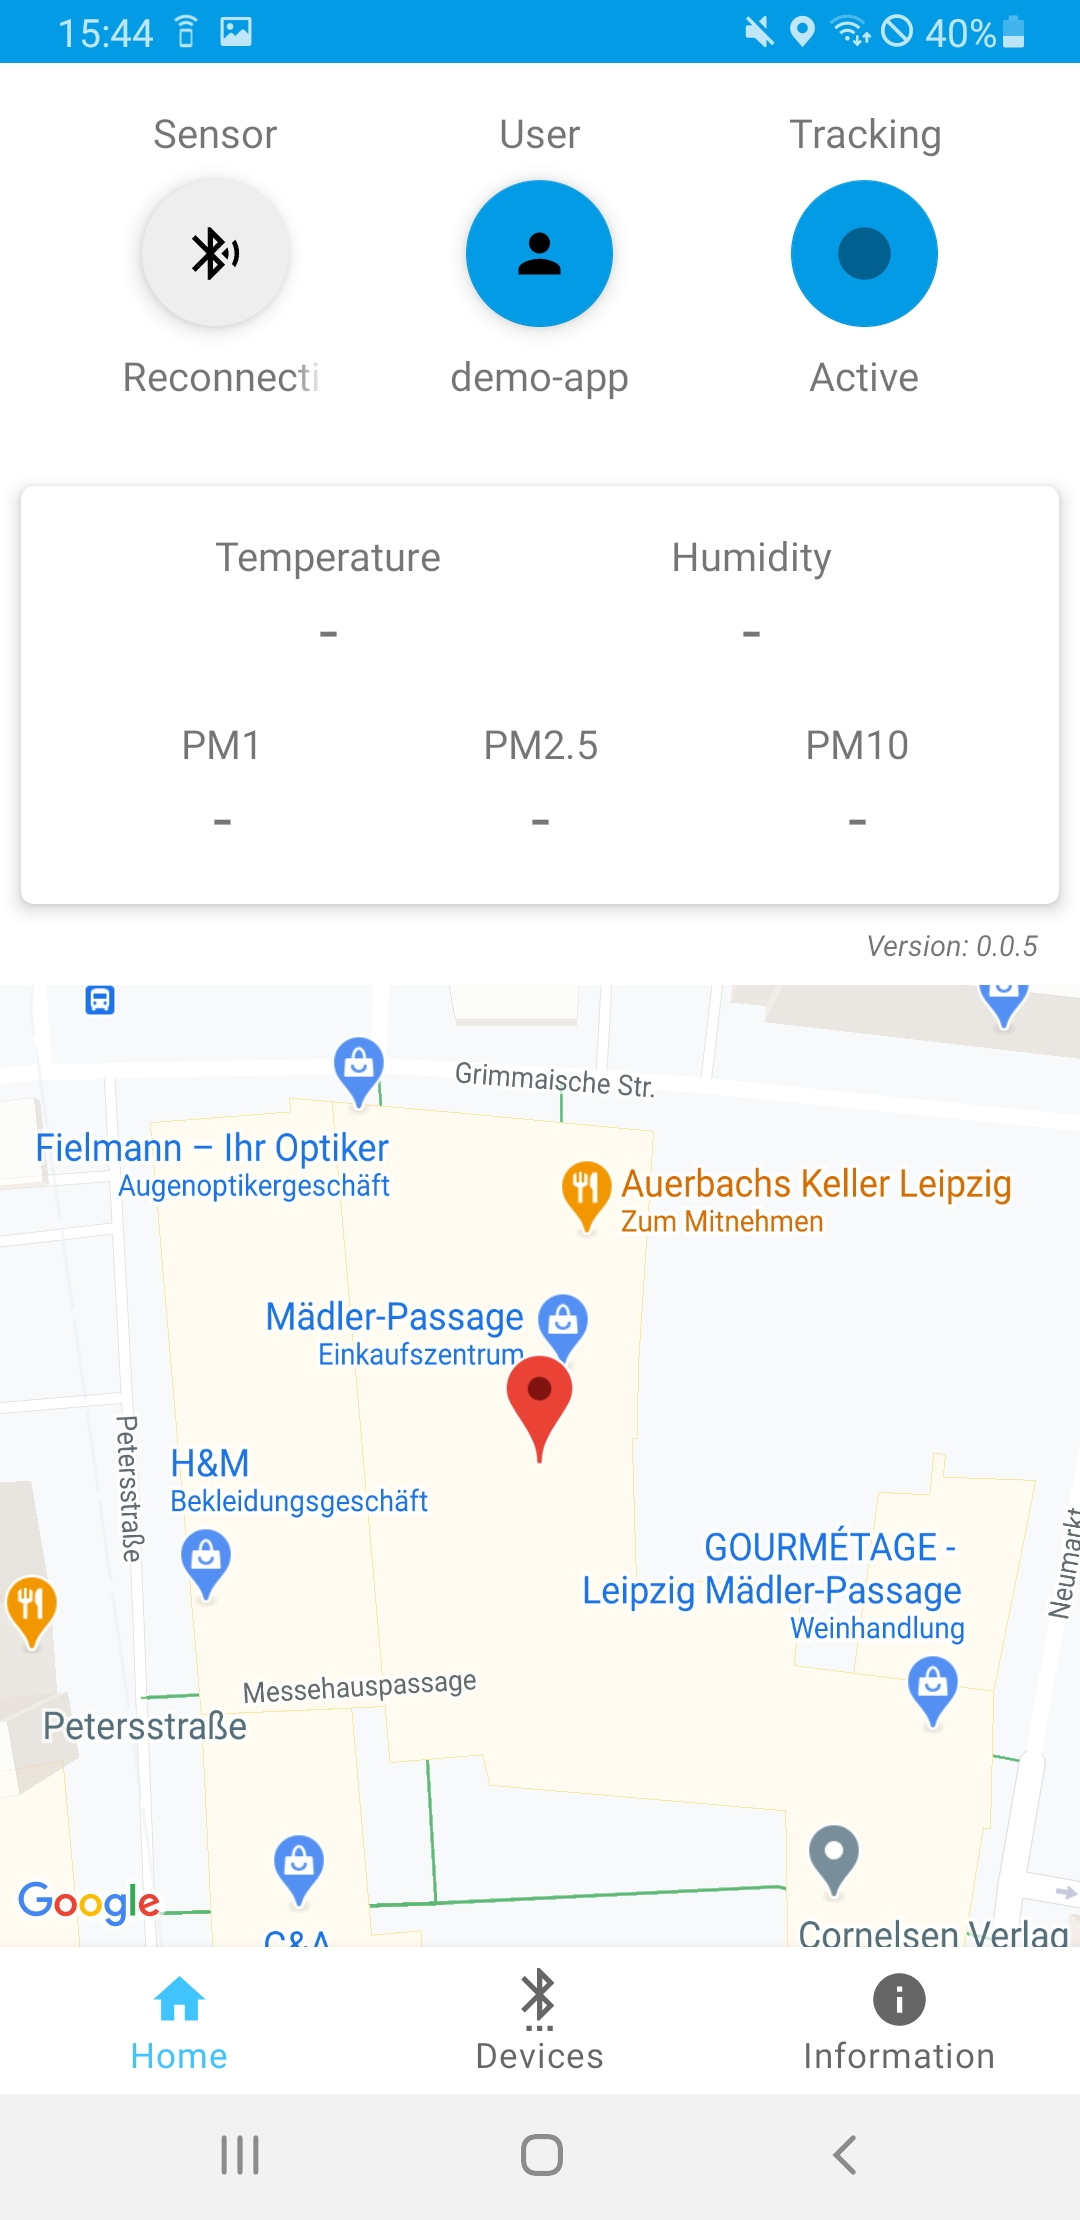 15:44
40%
Sensor
User
Tracking
Reconnecti
demo-app
Active
Temperature
Humidity
-
-
PM1
PM2.5
PM10
-
-
-
Version: 0.0.5
Grimmaische Str.
Fielmann – Ihr Optiker
Augenoptikergeschäft
Auerbachs Keller Leipzig
Zum Mitnehmen
Mädler-Passage
Einkaufszentrum
Petersstraße
H&M
Bekleidungsgeschäft
GOURMÉTAGE -
Leipzig Mädler-Passage
Weinhandlung
Neumarkt
Messehauspassage
Petersstraße
Google
C&A
Cornelsen Verlag
Home
Devices
Information